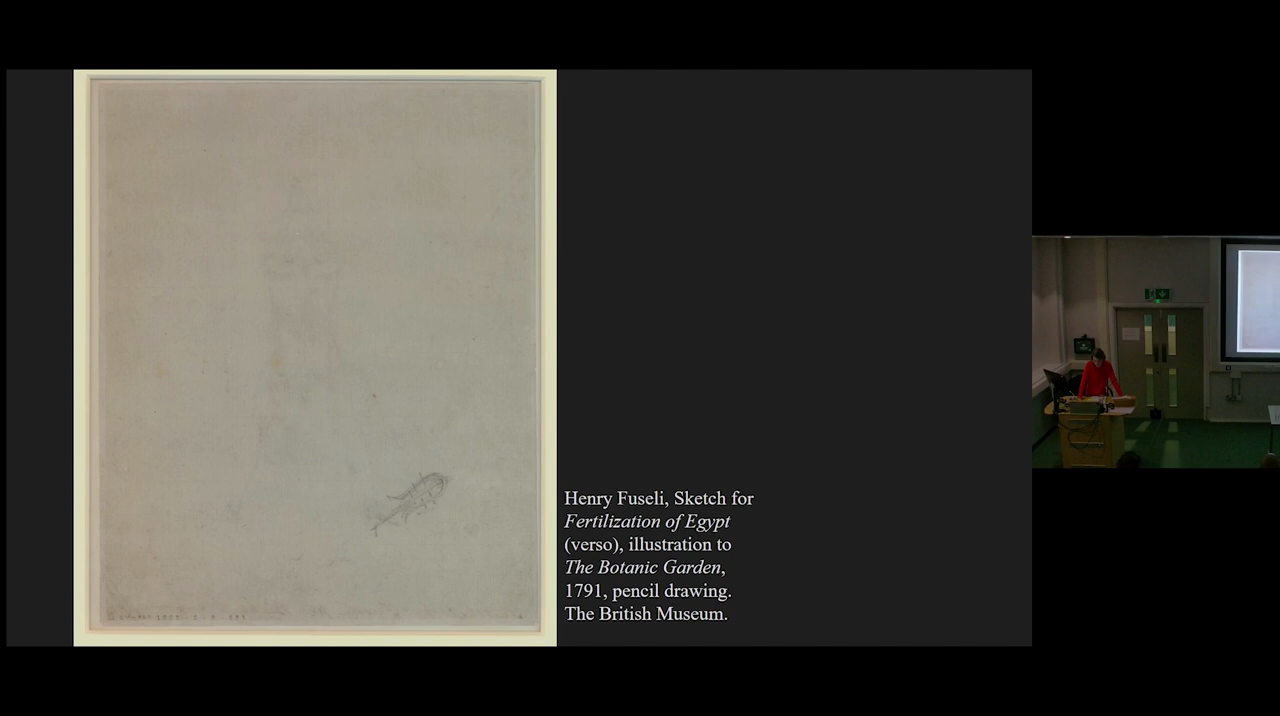 Henry Fuseli, Sketch for
Fertilization of Egypt
(verso), illustration to
The Botanic Garden,
1791, pencil drawing.
The British Museum.